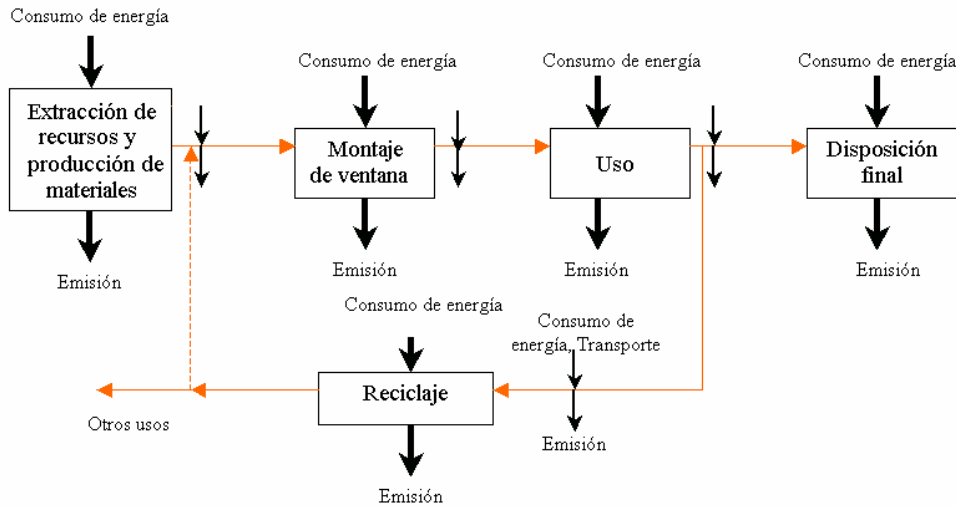 Consumo de energía
Consumo de energía
Consumo de energía
Consumo de energía
Extracción de
recursos y
producción de
materiales
Montaje
de ventana
Uso
Disposición
final
Emisión
Emisión
Emisión
Emisión
Consumo de energía
Consumo de
energía, Transporte
Reciclaje
Otros usos
Emisión
Emisión